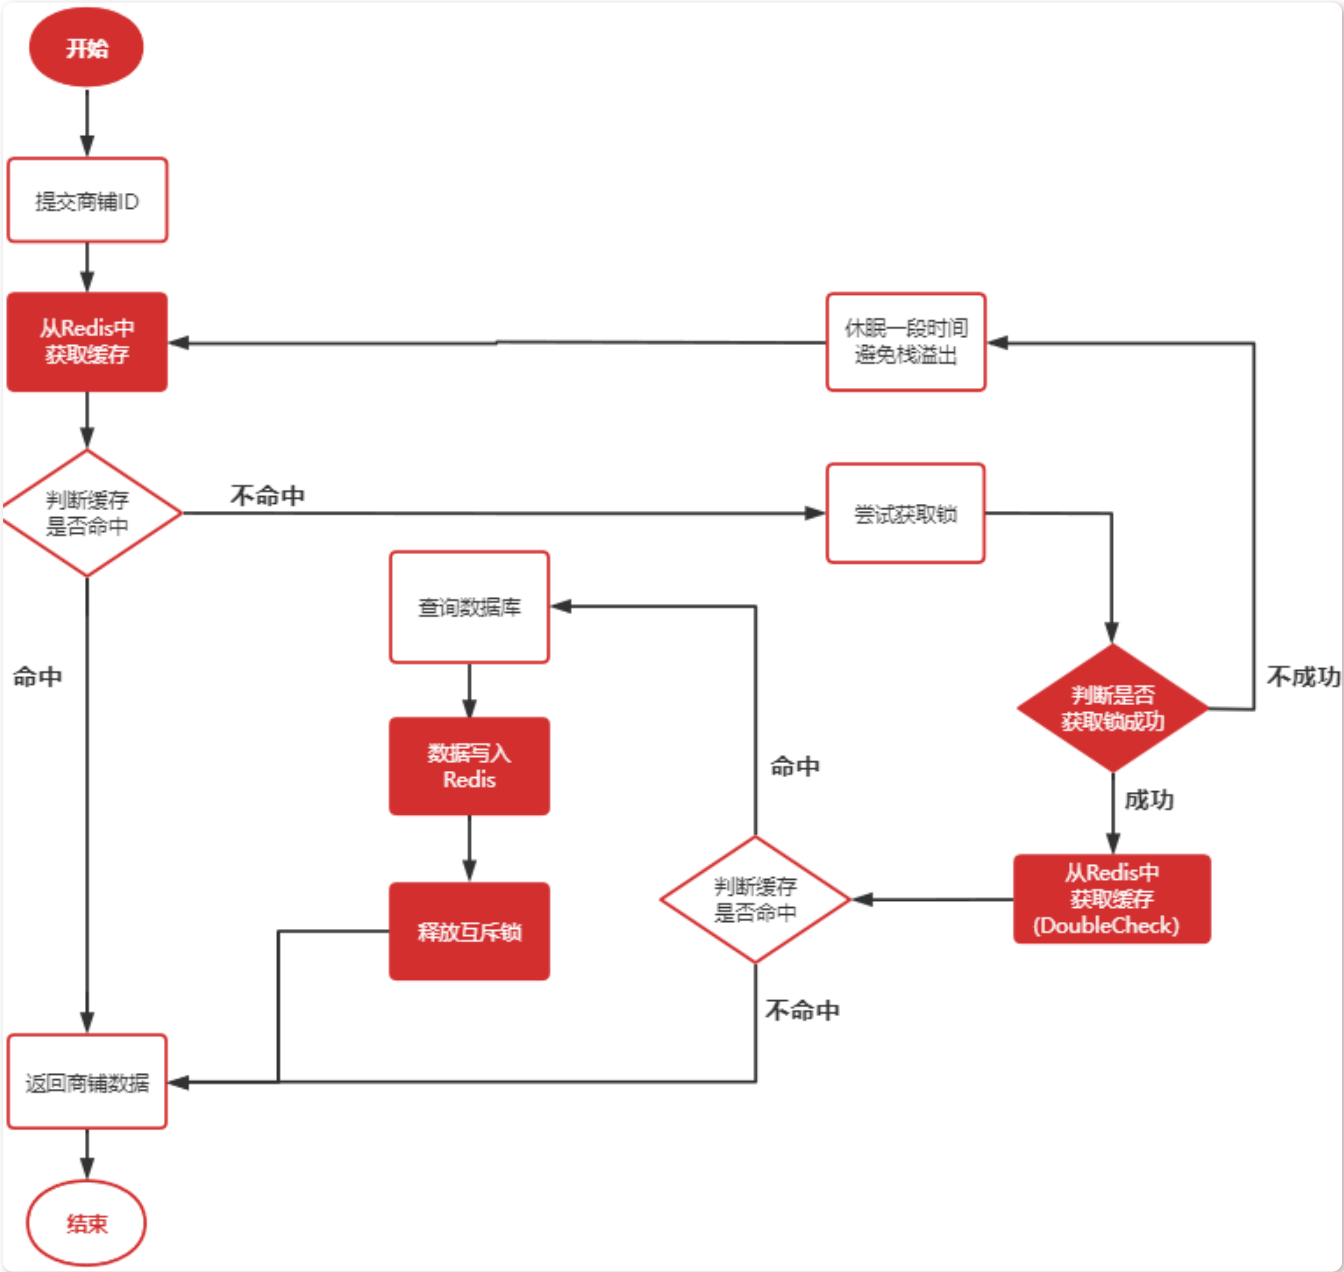 开始
提交商铺ID
从Redis中
获取缓存
休眠一段时间
避免栈溢出
判断缓存
是否命中
不命中
尝试获取锁
查询数据库
命中
判断是否
获取锁成功
不成功
数据写入
Redis
命中
成功
从Redis中
获取缓存
(DoubleCheck)
判断缓存
是否命中
释放互斥锁
不命中
返回商铺数据
结束